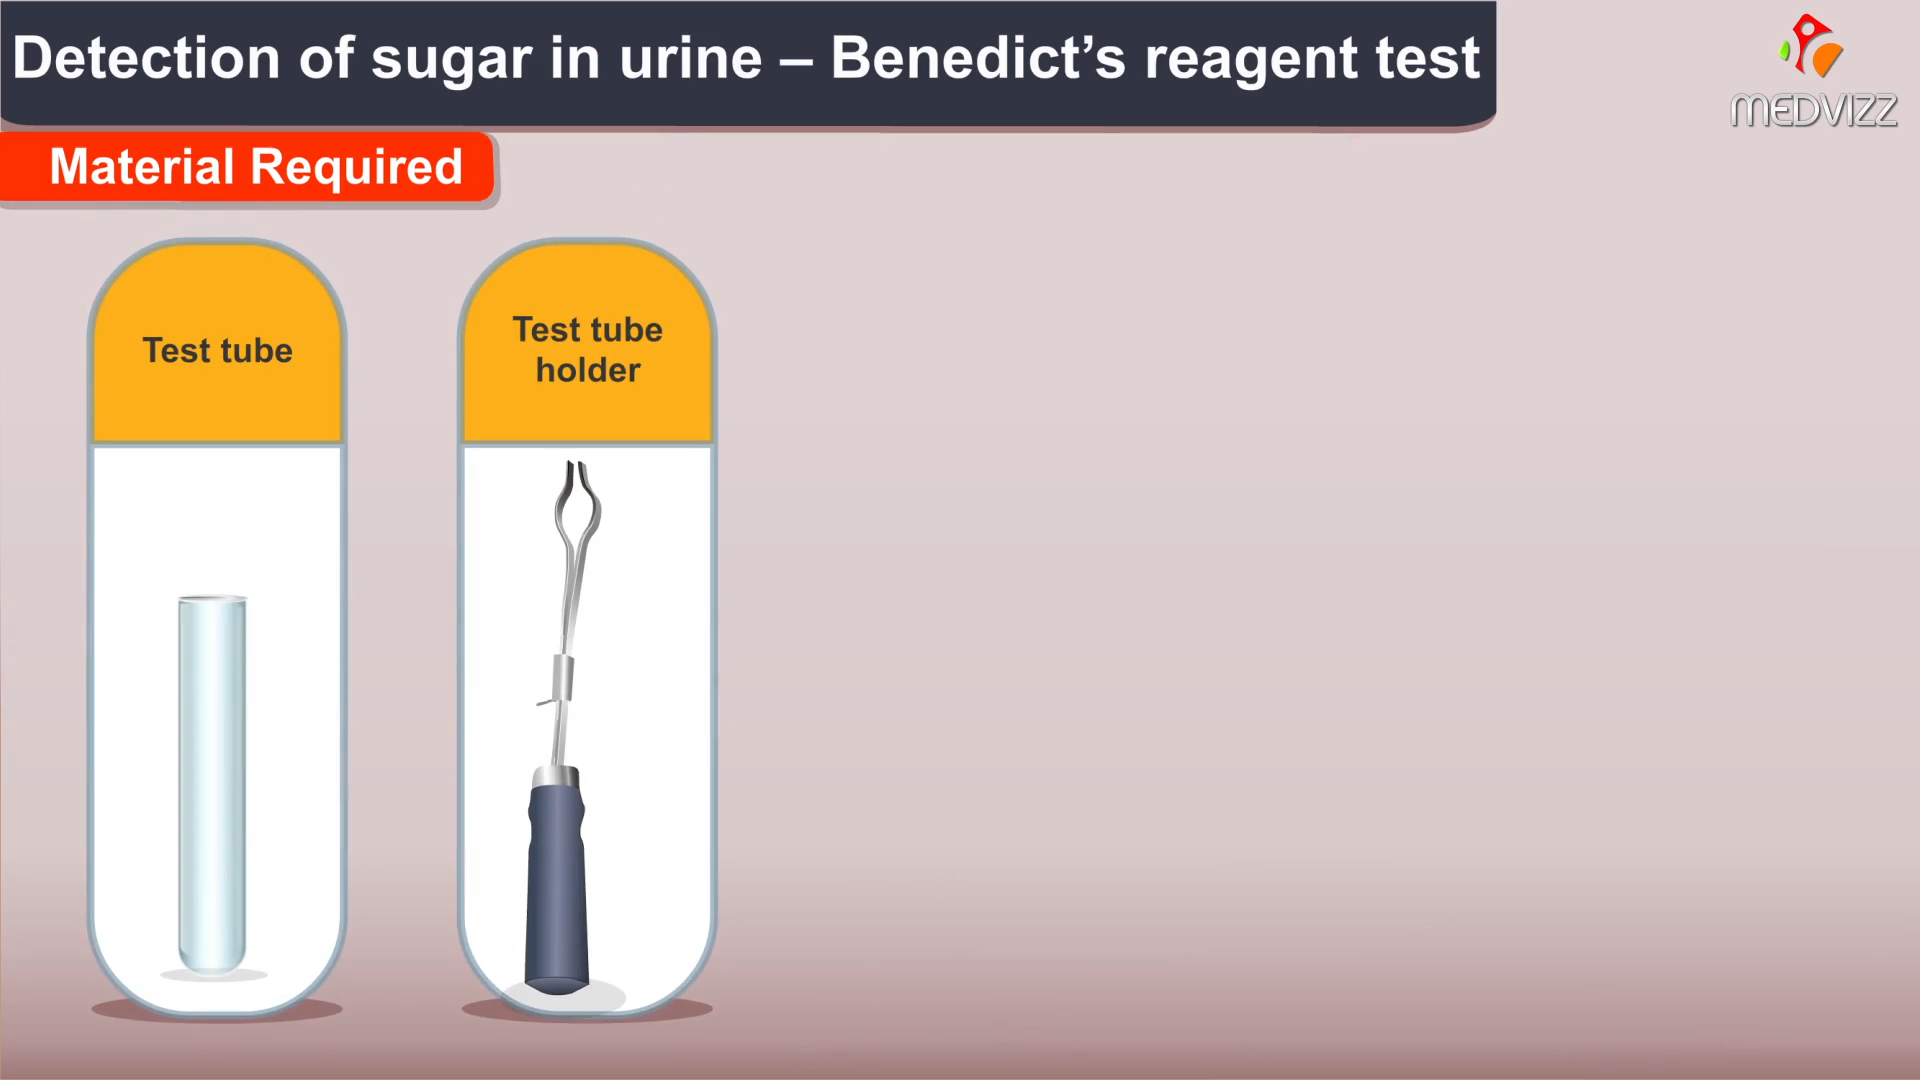 Detection of sugar in urine – Benedict’s reagent test
MEDVIZZ
Material Required
Test tube
Test tube
holder